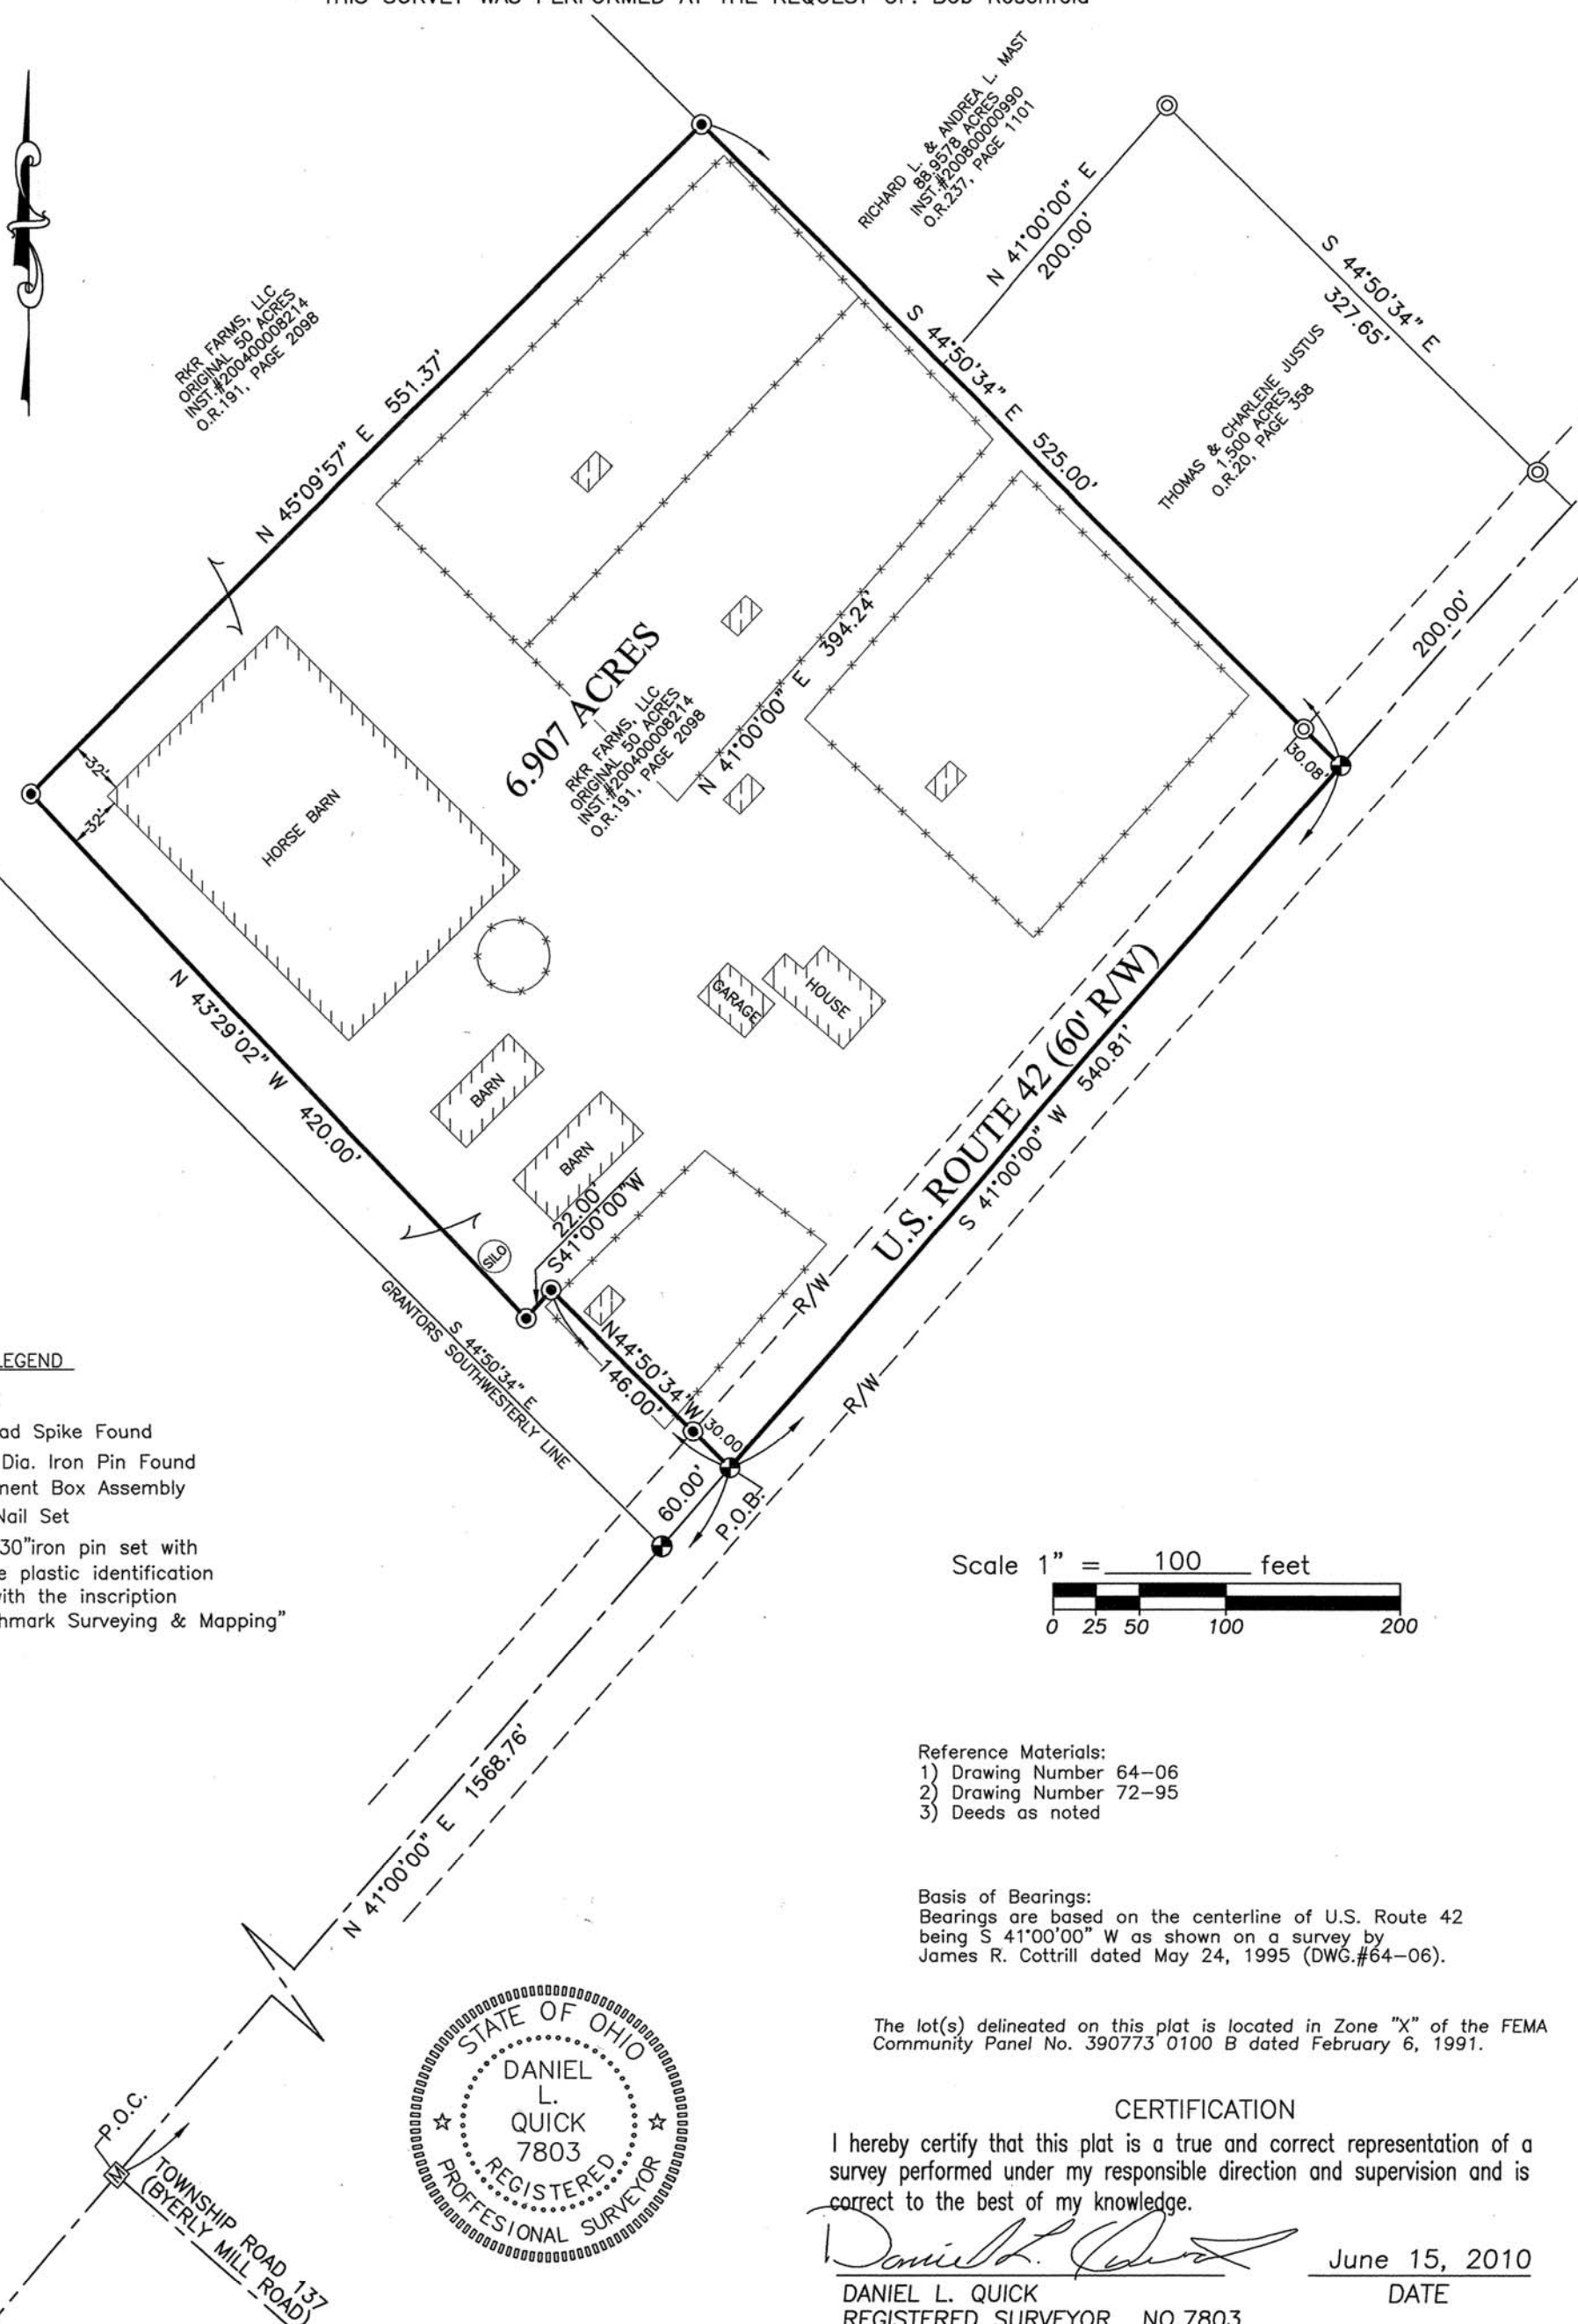 THIS SURVEY WAS PERFORMED AT THE REQUEST OF: Bob Rosenfeld
RICHARD L. & ANDREA L. MAST
88.9578 ACRES
INST.#200800000990
O.R.237, PAGE 1101
N 41°00'00" E
200.00'
S 44°50'34" E
327.65'
RKR FARMS, LLC
ORIGINAL 50 ACRES
INST.#200400008214
O.R.191, PAGE 2098
N 45°09'57" E 551.37'
S 44°50'34" E 525.00'
THOMAS & CHARLENE JUSTUS
1.500 ACRES
O.R.20, PAGE 358
200.00'
6.907 ACRES
RKR FARMS, LLC
ORIGINAL 50 ACRES
INST.#200400008214
O.R.191, PAGE 2098
N 41°00'00" E 394.24'
30.08'
32'
32'
HORSE BARN
N 43°29'02" W 420.00'
GARAGE
HOUSE
BARN
BARN
U.S. ROUTE 42 (60' R/W)
S 41°00'00" W 540.81'
22.00'
S41°00'00"W
SILO
R/W
R/W
GRANTORS SOUTHWESTERLY LINE
S 44°50'34" E
N44°50'34"W
146.00'
30.00
60.00'
P.O.B.
LEGEND
ad Spike Found
Dia. Iron Pin Found
ment Box Assembly
Nail Set
30"iron pin set with
e plastic identification
with the inscription
hmark Surveying & Mapping"
Scale 1" = 100 feet
0 25 50 100 200
N 41°00'00" E 1568.76'
Reference Materials:
1) Drawing Number 64-06
2) Drawing Number 72-95
3) Deeds as noted
Basis of Bearings:
Bearings are based on the centerline of U.S. Route 42
being S 41°00'00" W as shown on a survey by
James R. Cottrill dated May 24, 1995 (DWG.#64-06).
The lot(s) delineated on this plat is located in Zone "X" of the FEMA
Community Panel No. 390773 0100 B dated February 6, 1991.
STATE OF OHIO
DANIEL
L.
QUICK
7803
REGISTERED
PROFFESIONAL SURVEYOR
P.O.C.
M
TOWNSHIP ROAD 137
(BYERLY MILL ROAD)
CERTIFICATION
I hereby certify that this plat is a true and correct representation of a
survey performed under my responsible direction and supervision and is
correct to the best of my knowledge.
Daniel L. Quick
June 15, 2010
DANIEL L. QUICK
DATE
REGISTERED SURVEYOR NO.7803